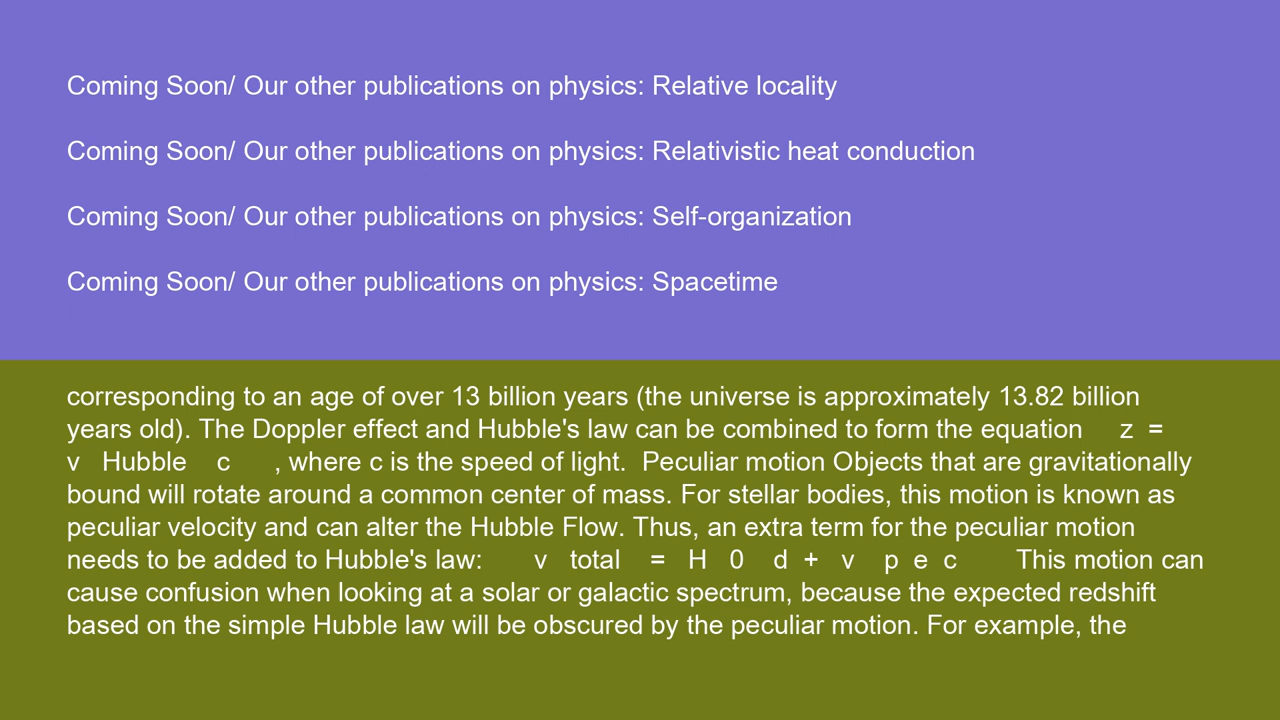 Coming Soon/ Our other publications on physics: Relative locality
Coming Soon/ Our other publications on physics: Relativistic heat conduction
Coming Soon/ Our other publications on physics: Self-organization
Coming Soon/ Our other publications on physics: Spacetime
corresponding to an age of over 13 billion years (the universe is approximately 13.82 billion
years old). The Doppler effect and Hubble's law can be combined to form the equation z =
v Hubble c , where c is the speed of light. Peculiar motion Objects that are gravitationally
bound will rotate around a common center of mass. For stellar bodies, this motion is known as
peculiar velocity and can alter the Hubble Flow. Thus, an extra term for the peculiar motion
needs to be added to Hubble's law: v total = H 0 d + v p e c This motion can
cause confusion when looking at a solar or galactic spectrum, because the expected redshift
based on the simple Hubble law will be obscured by the peculiar motion. For example, the